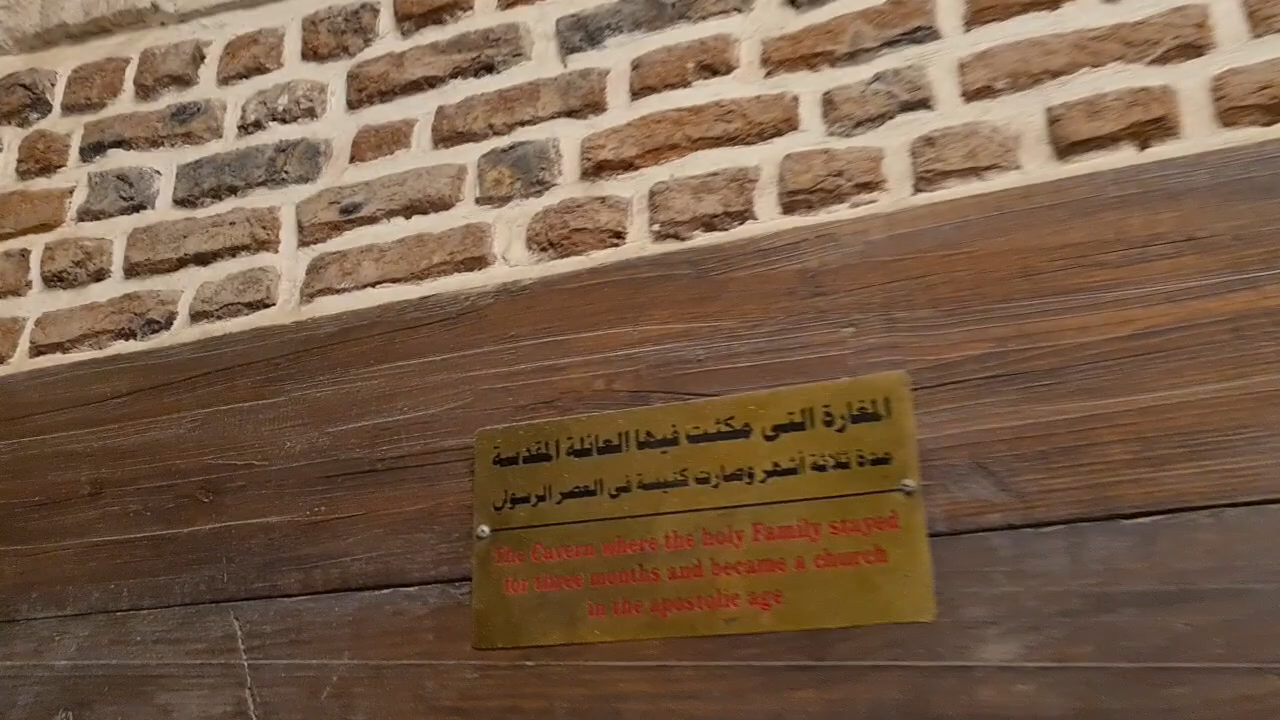 المغارة التى مكثت فيها العائلة المقدسة
مدة ثلاثة أشهر وصارت كنيسة فى العصر الرسولى
The Cavern where the holy Family stayed
for three months and became a church
in the apostolic age